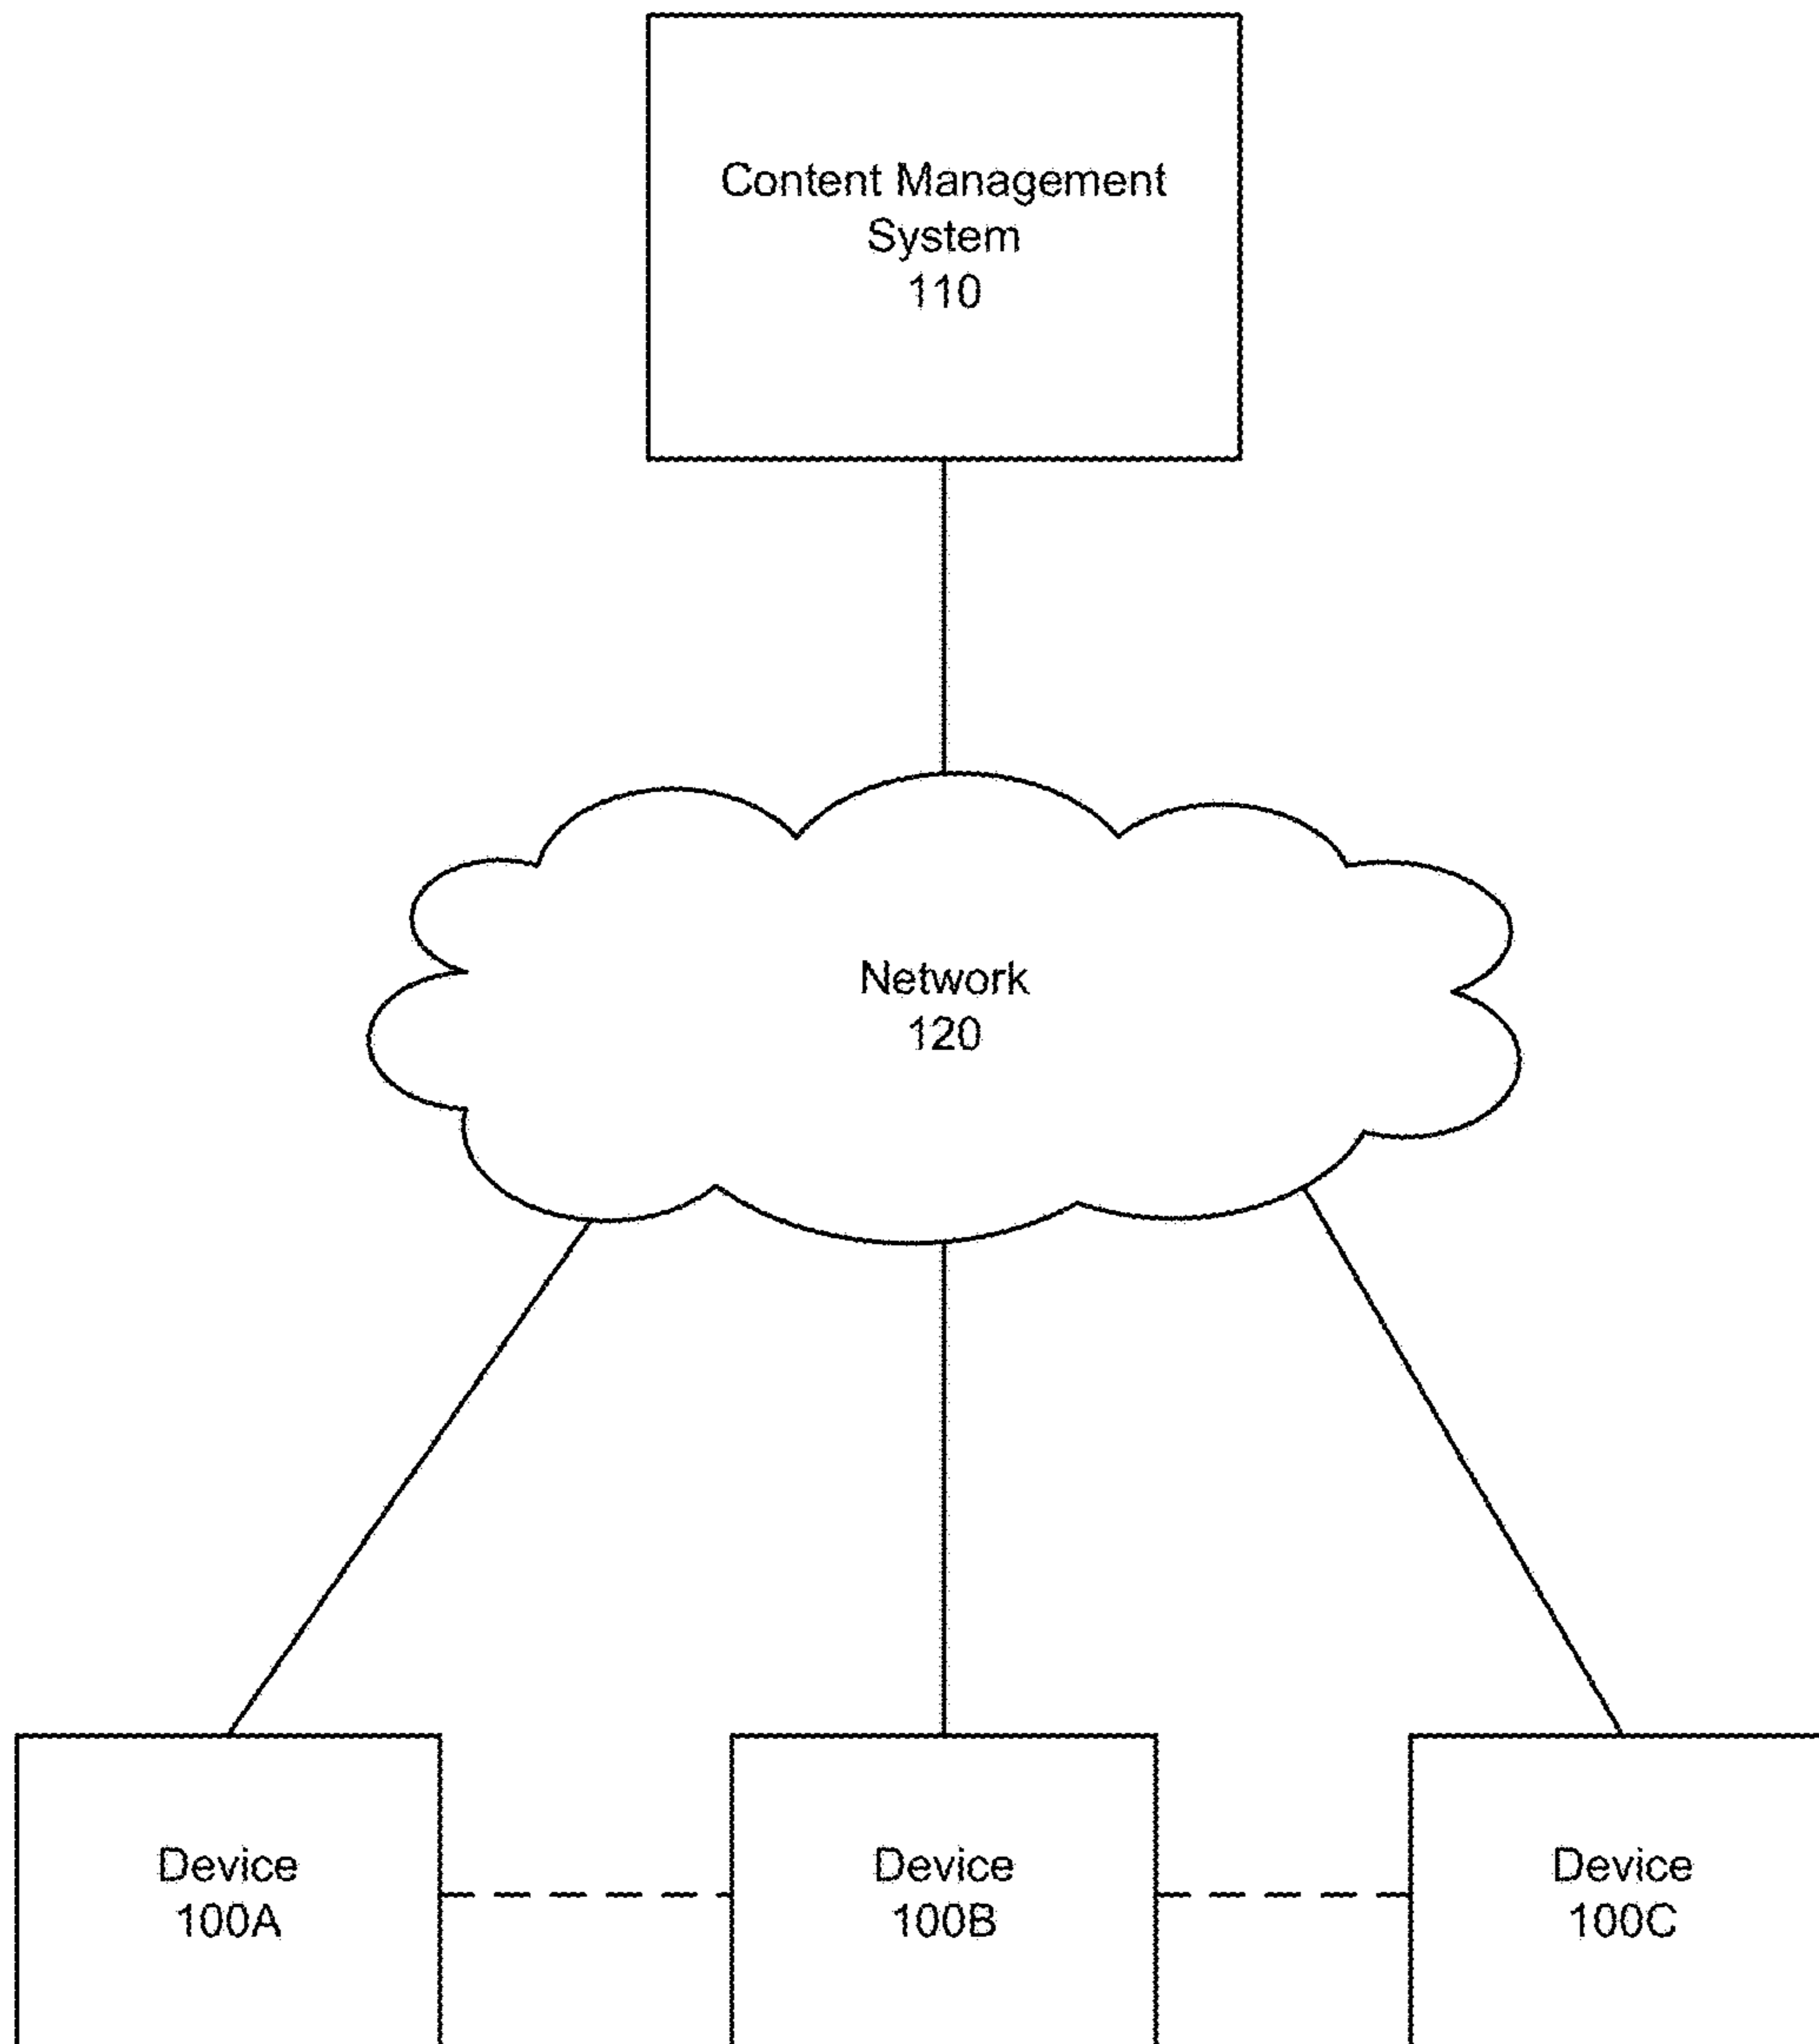 Content Management
System
110
Network
120
Device
100A
Device
100B
Device
100C